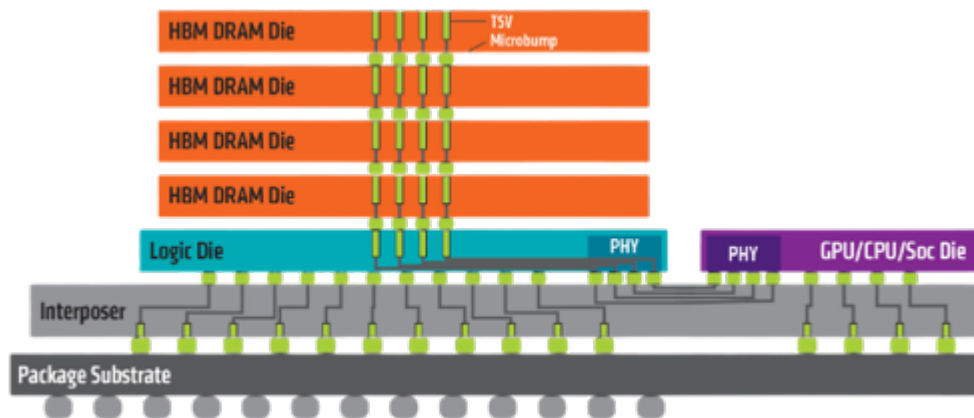 HBM DRAM Die
TSV
Microbump
HBM DRAM Die
HBM DRAM Die
HBM DRAM Die
Logic Die
PHY
PHY
GPU/CPU/Soc Die
Interposer
Package Substrate